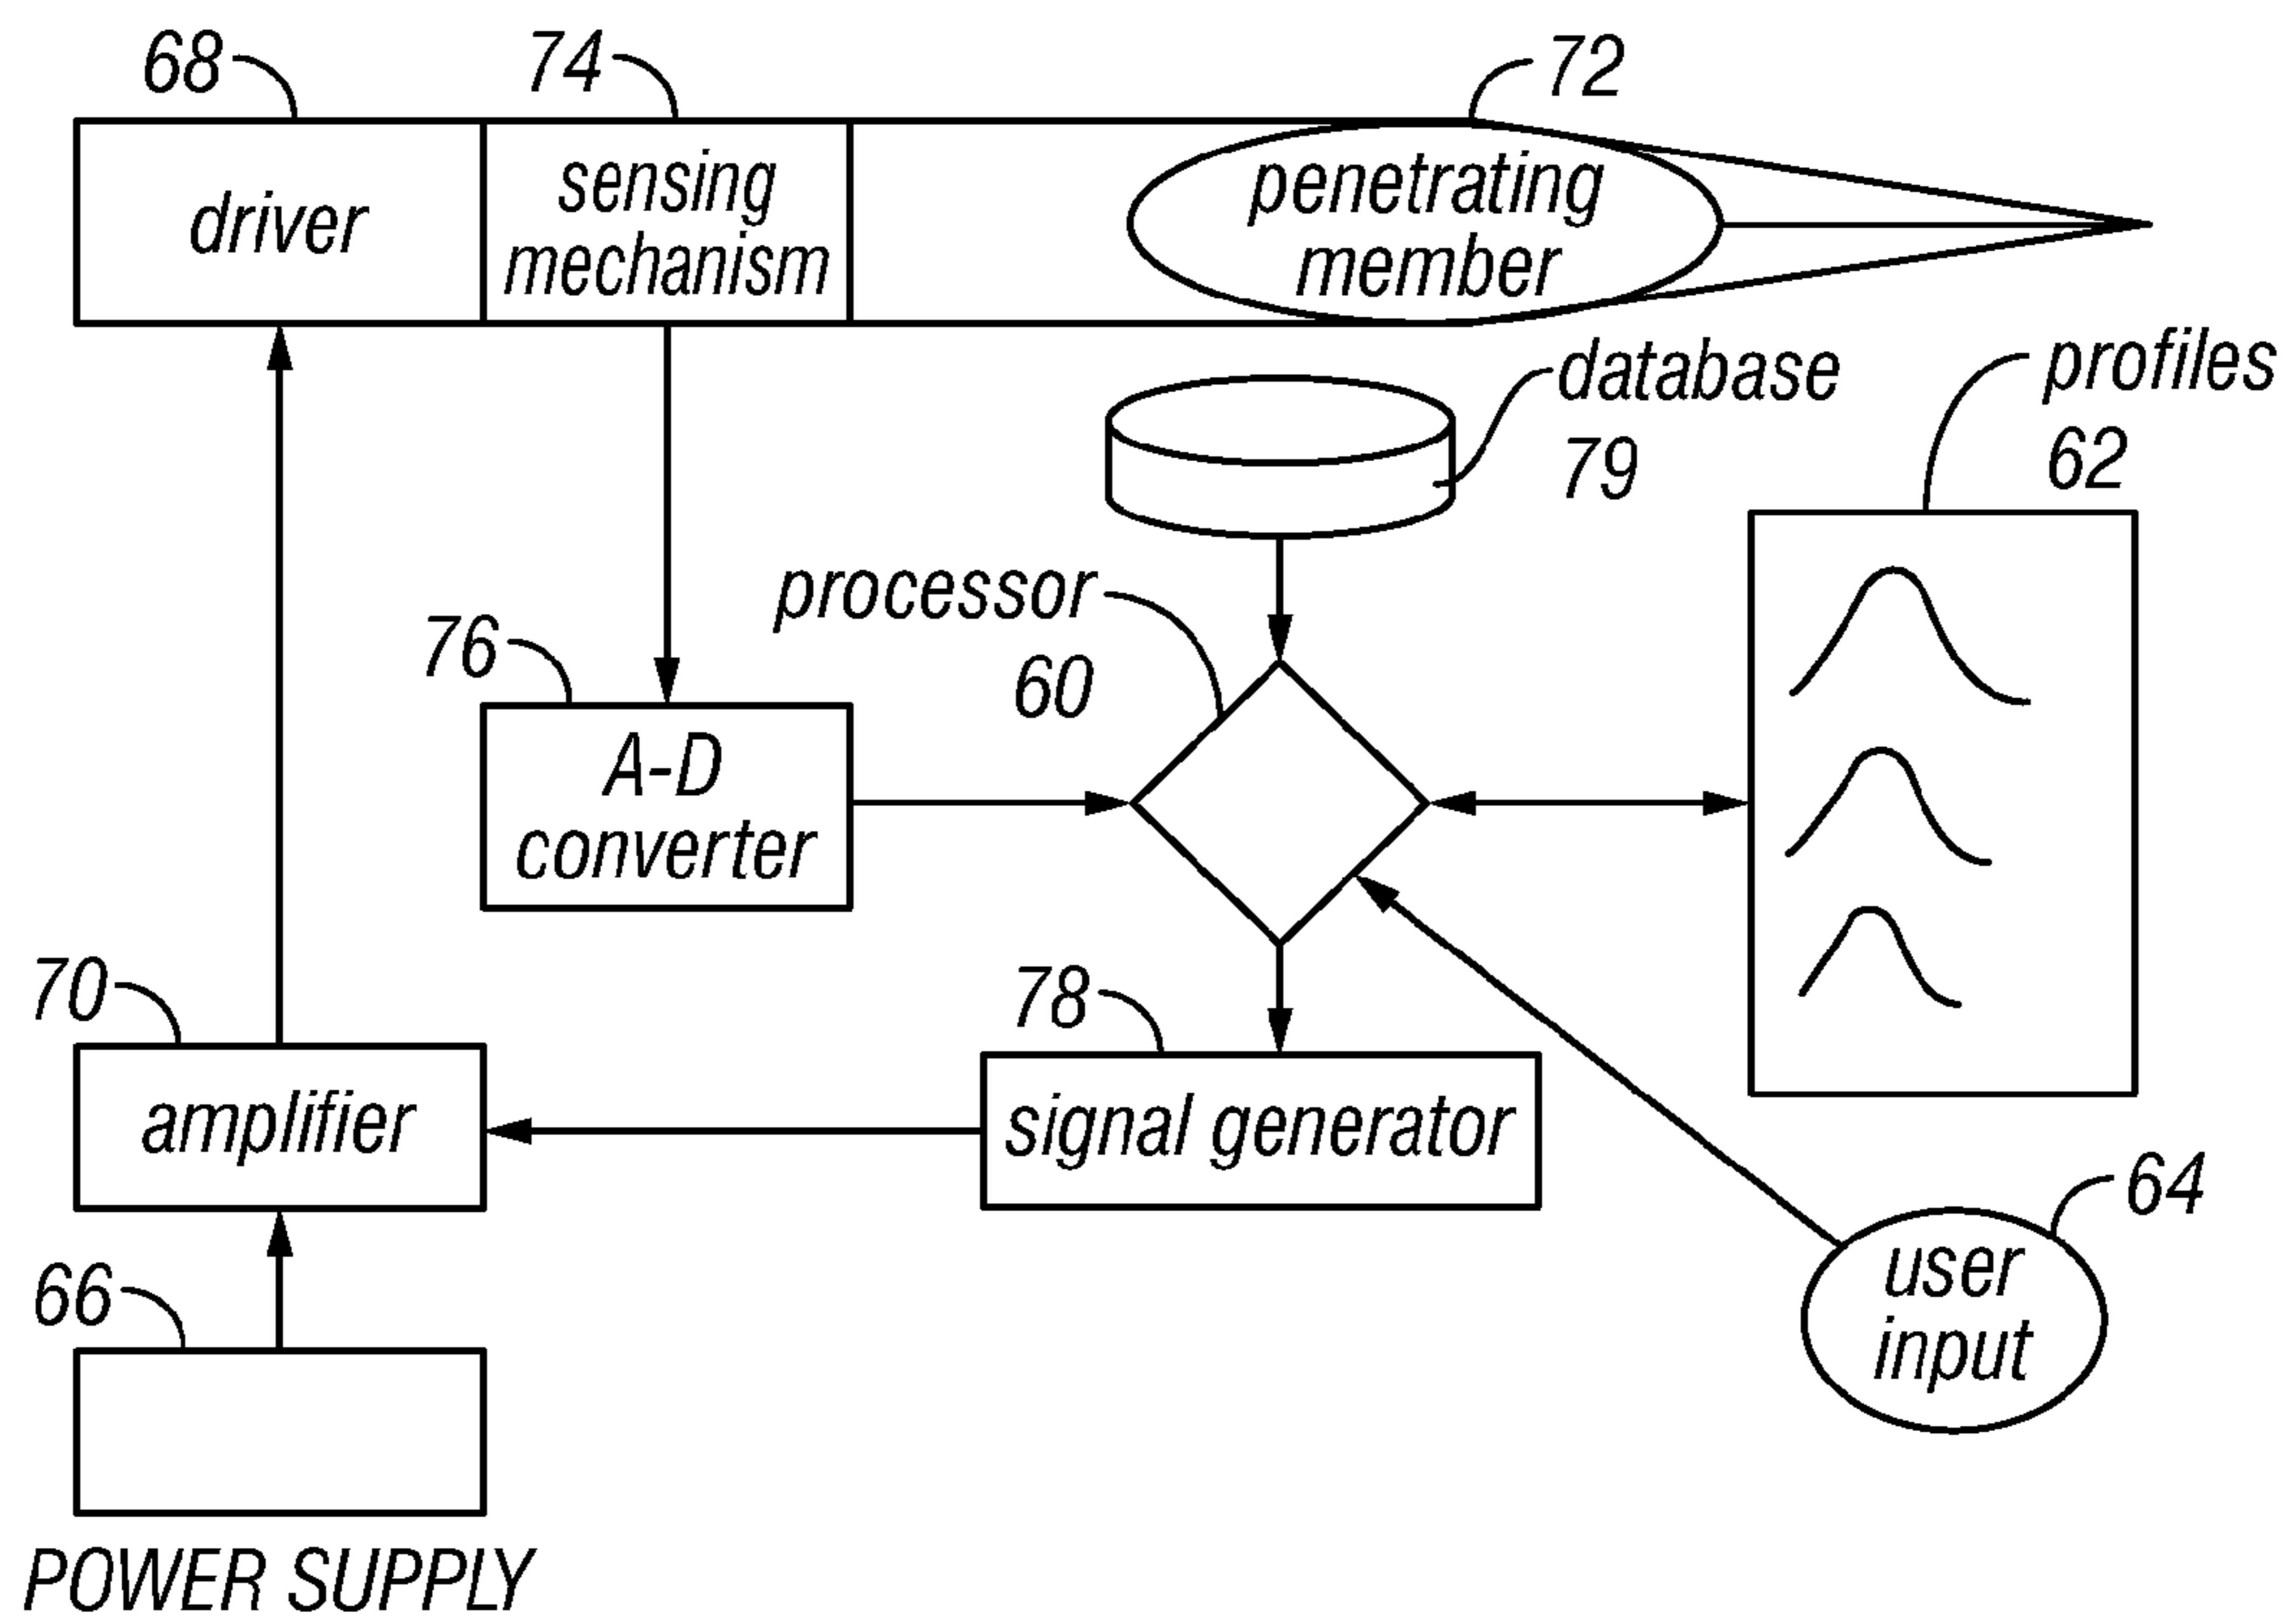 68
74
72
driver
sensing
mechanism
penetrating
member
database
79
profiles
62
processor
60
76
A-D
converter
70
78
amplifier
signal generator
64
user
input
66
POWER SUPPLY